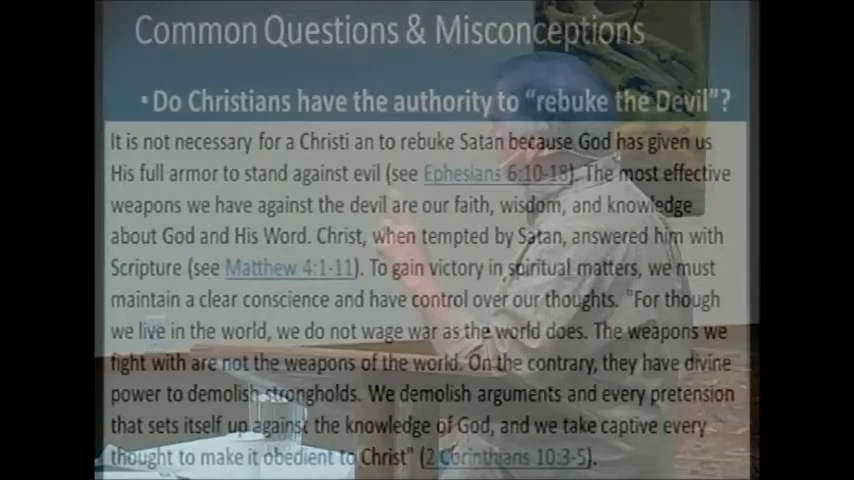 Common Questions & Misconceptions
• Do Christians have the authority to "rebuke the Devil"?
It is not necessary for a Christi an to rebuke Satan because God has given us
His full armor to stand against evil (see Ephesians 6:10-18). The most effective
weapons we have against the devil are our faith, wisdom, and knowledge
about God and His Word. Christ, when tempted by Satan, answered him with
Scripture (see Matthew 4:1-11). To gain victory in spiritual matters, we must
maintain a clear conscience and have control over our thoughts. "For though
we live in the world, we do not wage war as the world does. The weapons we
fight with are not the weapons of the world. On the contrary, they have divine
power to demolish strongholds. We demolish arguments and every pretension
that sets itself up against the knowledge of God, and we take captive every
thought to make it obedient to Christ" (2 Corinthians 10:3-5).